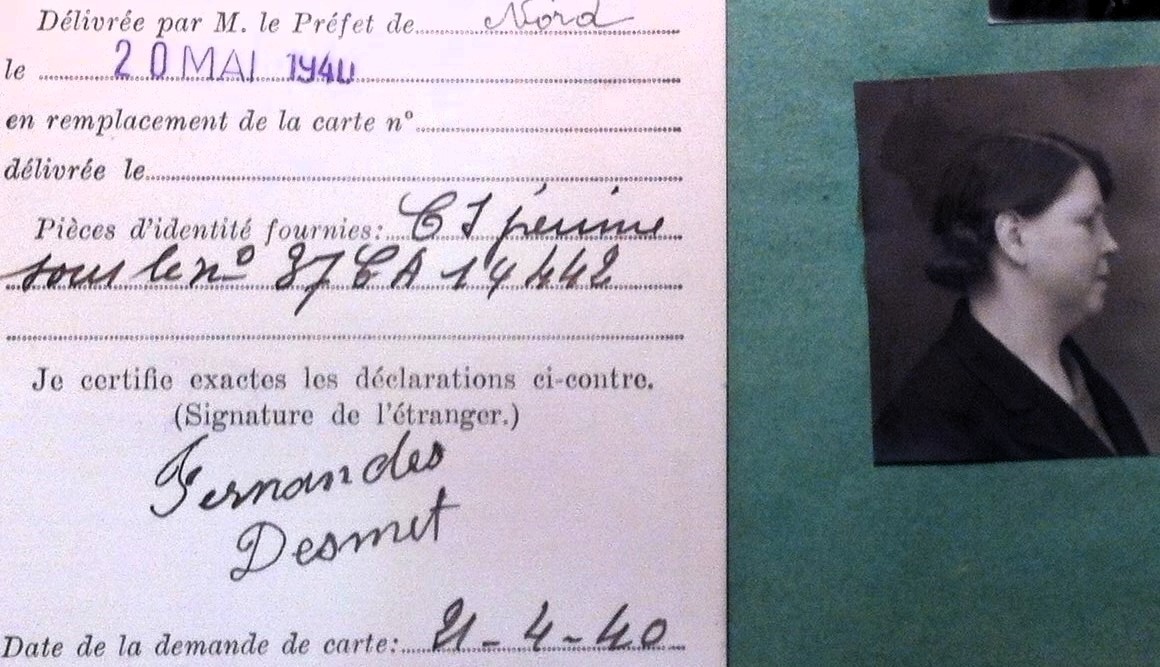 Délivrée par M. le Préfet de Nord
le 20 MAI 1940
en remplacement de la carte n°
délivrée le
Pièces d'identité fournies: CI périmé
sous le n° 37 CA 14442
Je certifie exactes les déclarations ci-contre.
(Signature de l'étranger.)
Fernandes
Desmet
Date de la demande de carte: 21-4-40